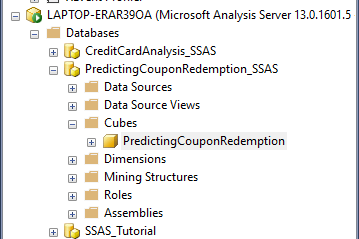 LAPTOP-ERAR39OA (Microsoft Analysis Server 13.0.1601.5
Databases
CreditCardAnalysis_SSAS
PredictingCouponRedemption_SSAS
Data Sources
Data Source Views
Cubes
PredictingCouponRedemption
Dimensions
Mining Structures
Roles
Assemblies
SSAS_Tutorial